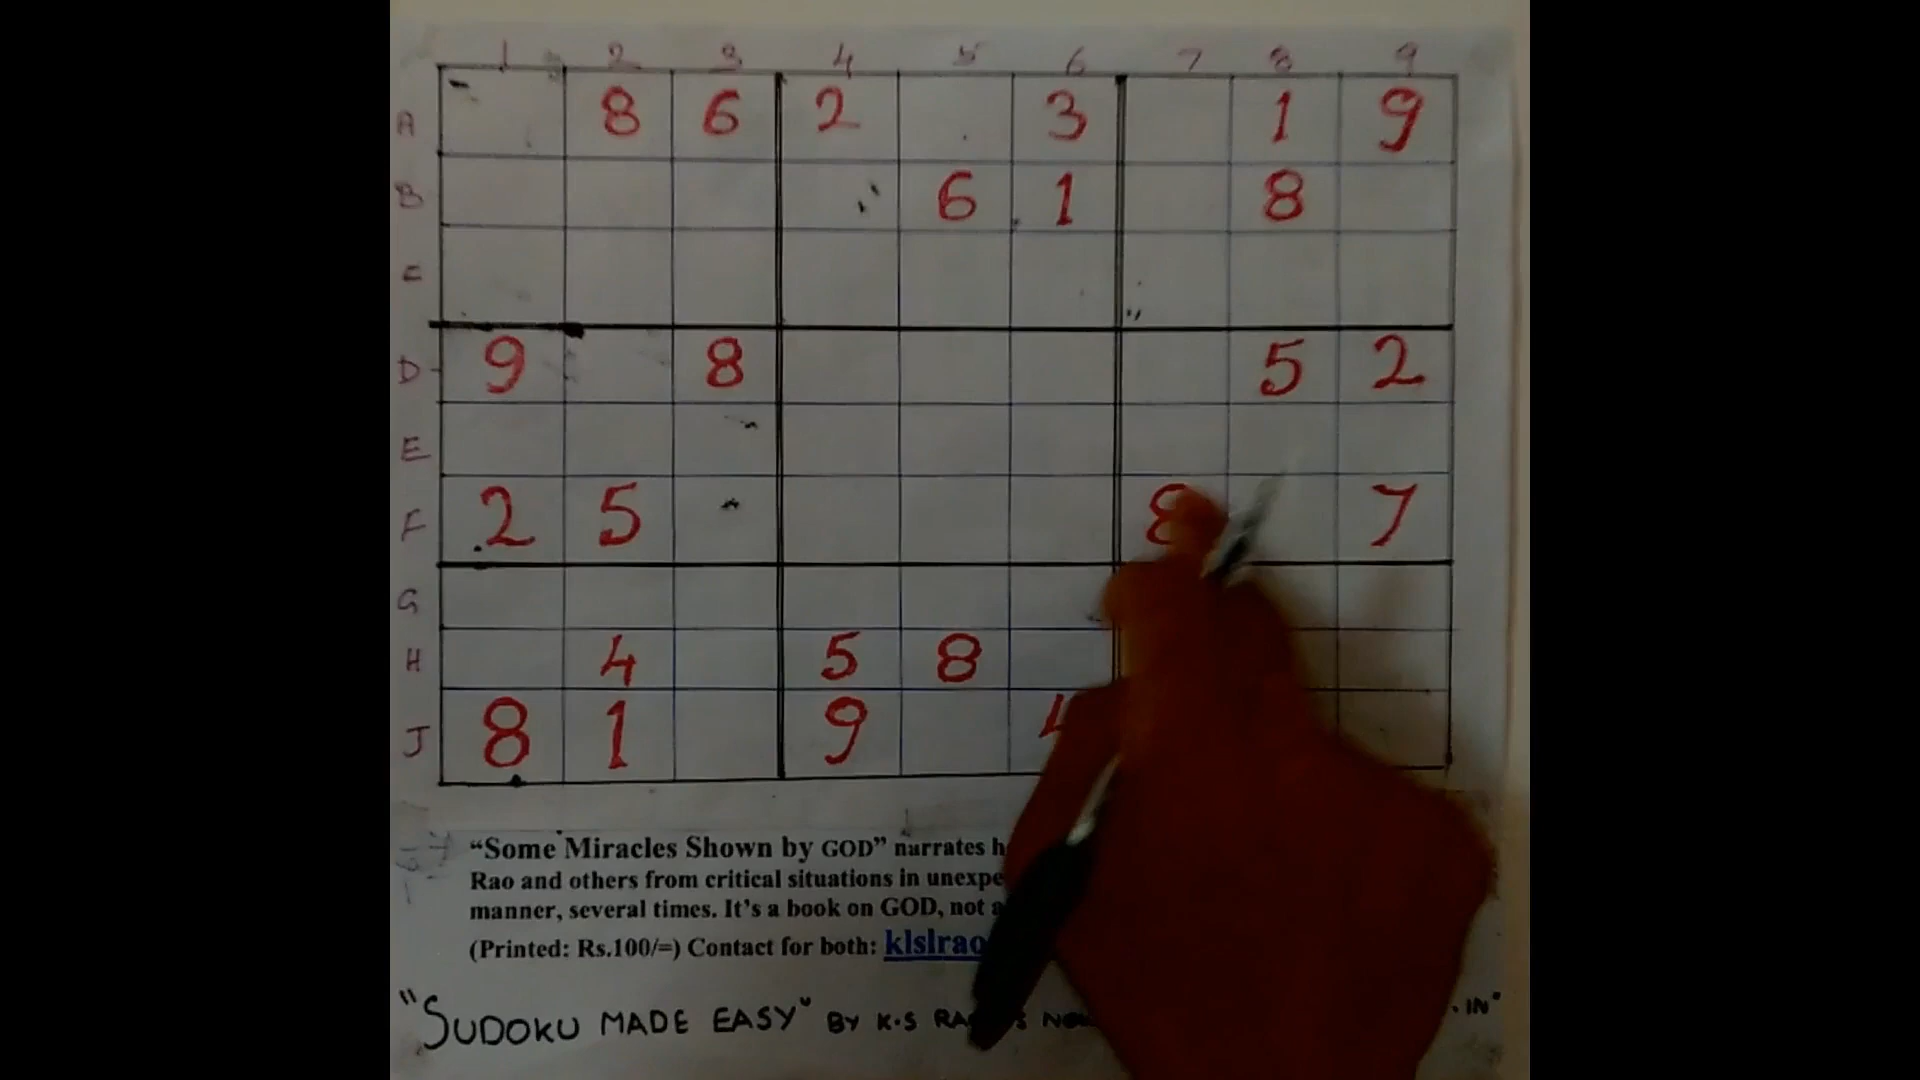 1 2 3 4 5 6 7 8 9
A 8 6 2 3 1 9
B 6 1 8
C
D 9 8 5 2
E
F 2 5 8 7
G
H 4 5 8
J 8 1 9 4
“Some Miracles Shown by GOD” narrates
Rao and others from critical situations in
manner, several times. It’s a book on GOD, not
(Printed: Rs.100/=) Contact for both: klslrao
"SUDOKU MADE EASY" BY K.S . IN"